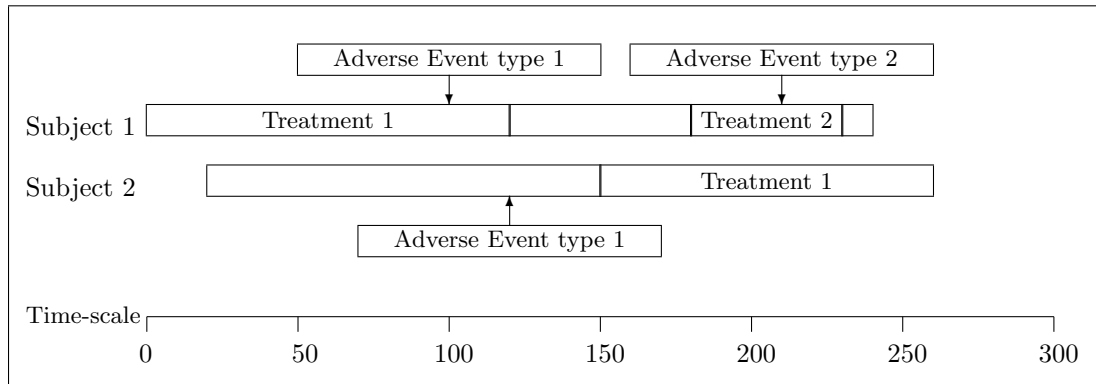 Adverse Event type 1
Adverse Event type 2
Subject 1
Treatment 1
Treatment 2
Subject 2
Treatment 1
Adverse Event type 1
Time-scale
0 50 100 150 200 250 300